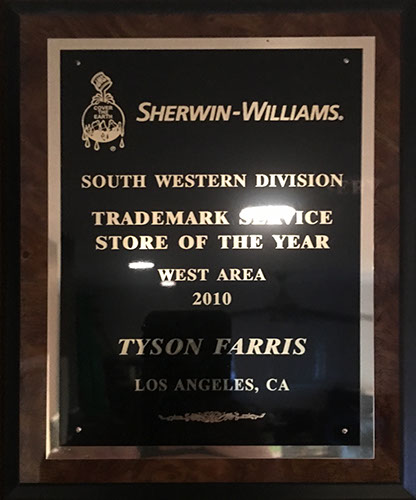 COVER
THE
EARTH
®
SHERWIN-WILLIAMS.
SOUTH WESTERN DIVISION
TRADEMARK SERVICE
STORE OF THE YEAR
WEST AREA
2010
TYSON FARRIS
LOS ANGELES, CA